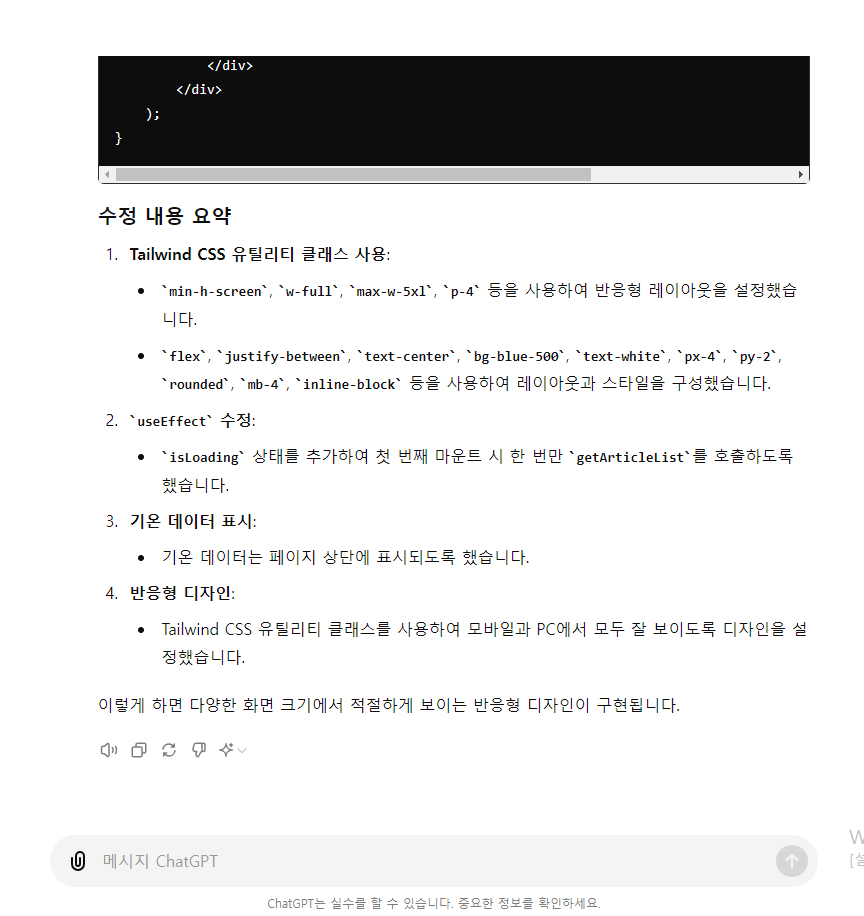 </div>
</div>
);
}
수정 내용 요약
1. Tailwind CSS 유틸리티 클래스 사용:
• `min-h-screen`, `w-full`, `max-w-5xl`, `p-4` 등을 사용하여 반응형 레이아웃을 설정했습
니다.
• `flex`, `justify-between`, `text-center`, `bg-blue-500`, `text-white`, `px-4`, `py-2`,
`rounded`, `mb-4`, `inline-block` 등을 사용하여 레이아웃과 스타일을 구성했습니다.
2. `useEffect` 수정:
• `isLoading` 상태를 추가하여 첫 번째 마운트 시 한 번만 `getArticleList`를 호출하도록
했습니다.
3. 기온 데이터 표시:
• 기온 데이터는 페이지 상단에 표시되도록 했습니다.
4. 반응형 디자인:
• Tailwind CSS 유틸리티 클래스를 사용하여 모바일과 PC에서 모두 잘 보이도록 디자인을 설
정했습니다.
이렇게 하면 다양한 화면 크기에서 적절하게 보이는 반응형 디자인이 구현됩니다.
메시지 ChatGPT
ChatGPT는 실수를 할 수 있습니다. 중요한 정보를 확인하세요.